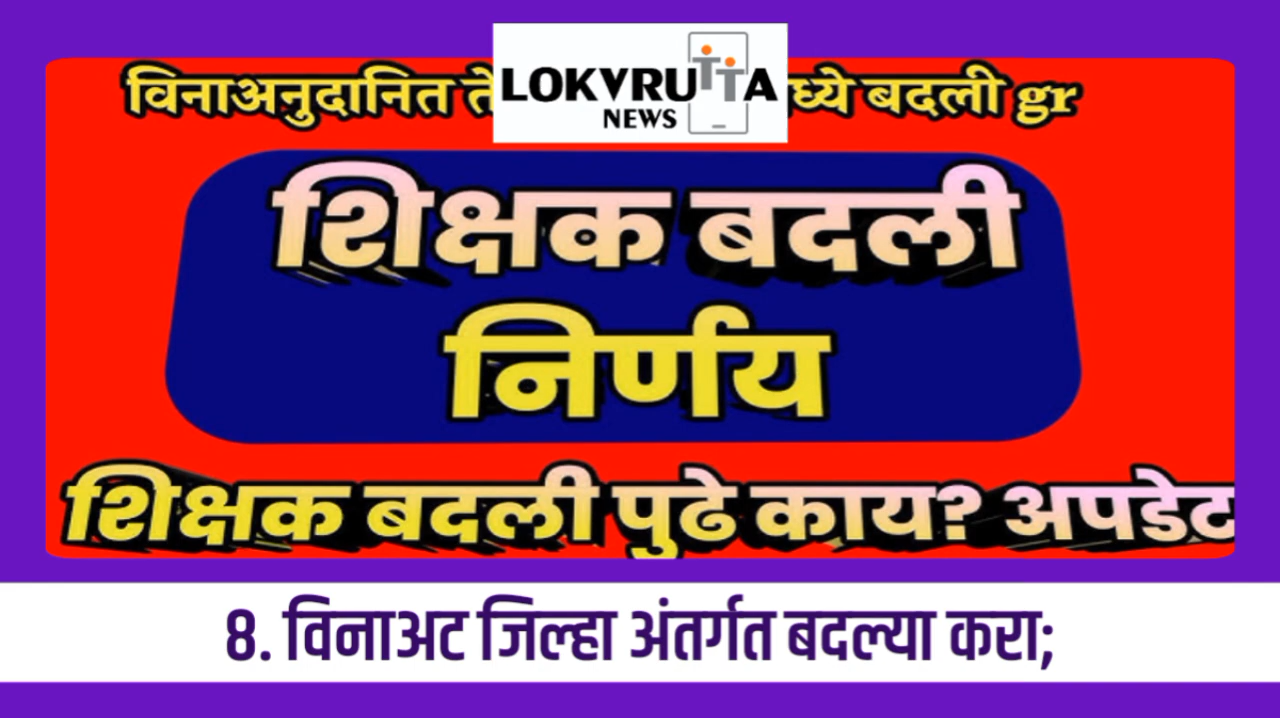 विनाअनुदानित ते
LOKVRUTTA
NEWS
बदली gr
शिक्षक बदली
निर्णय
शिक्षक बदली पुढे काय? अपडेट
8. विनाअट जिल्हा अंतर्गत बदल्या करा;